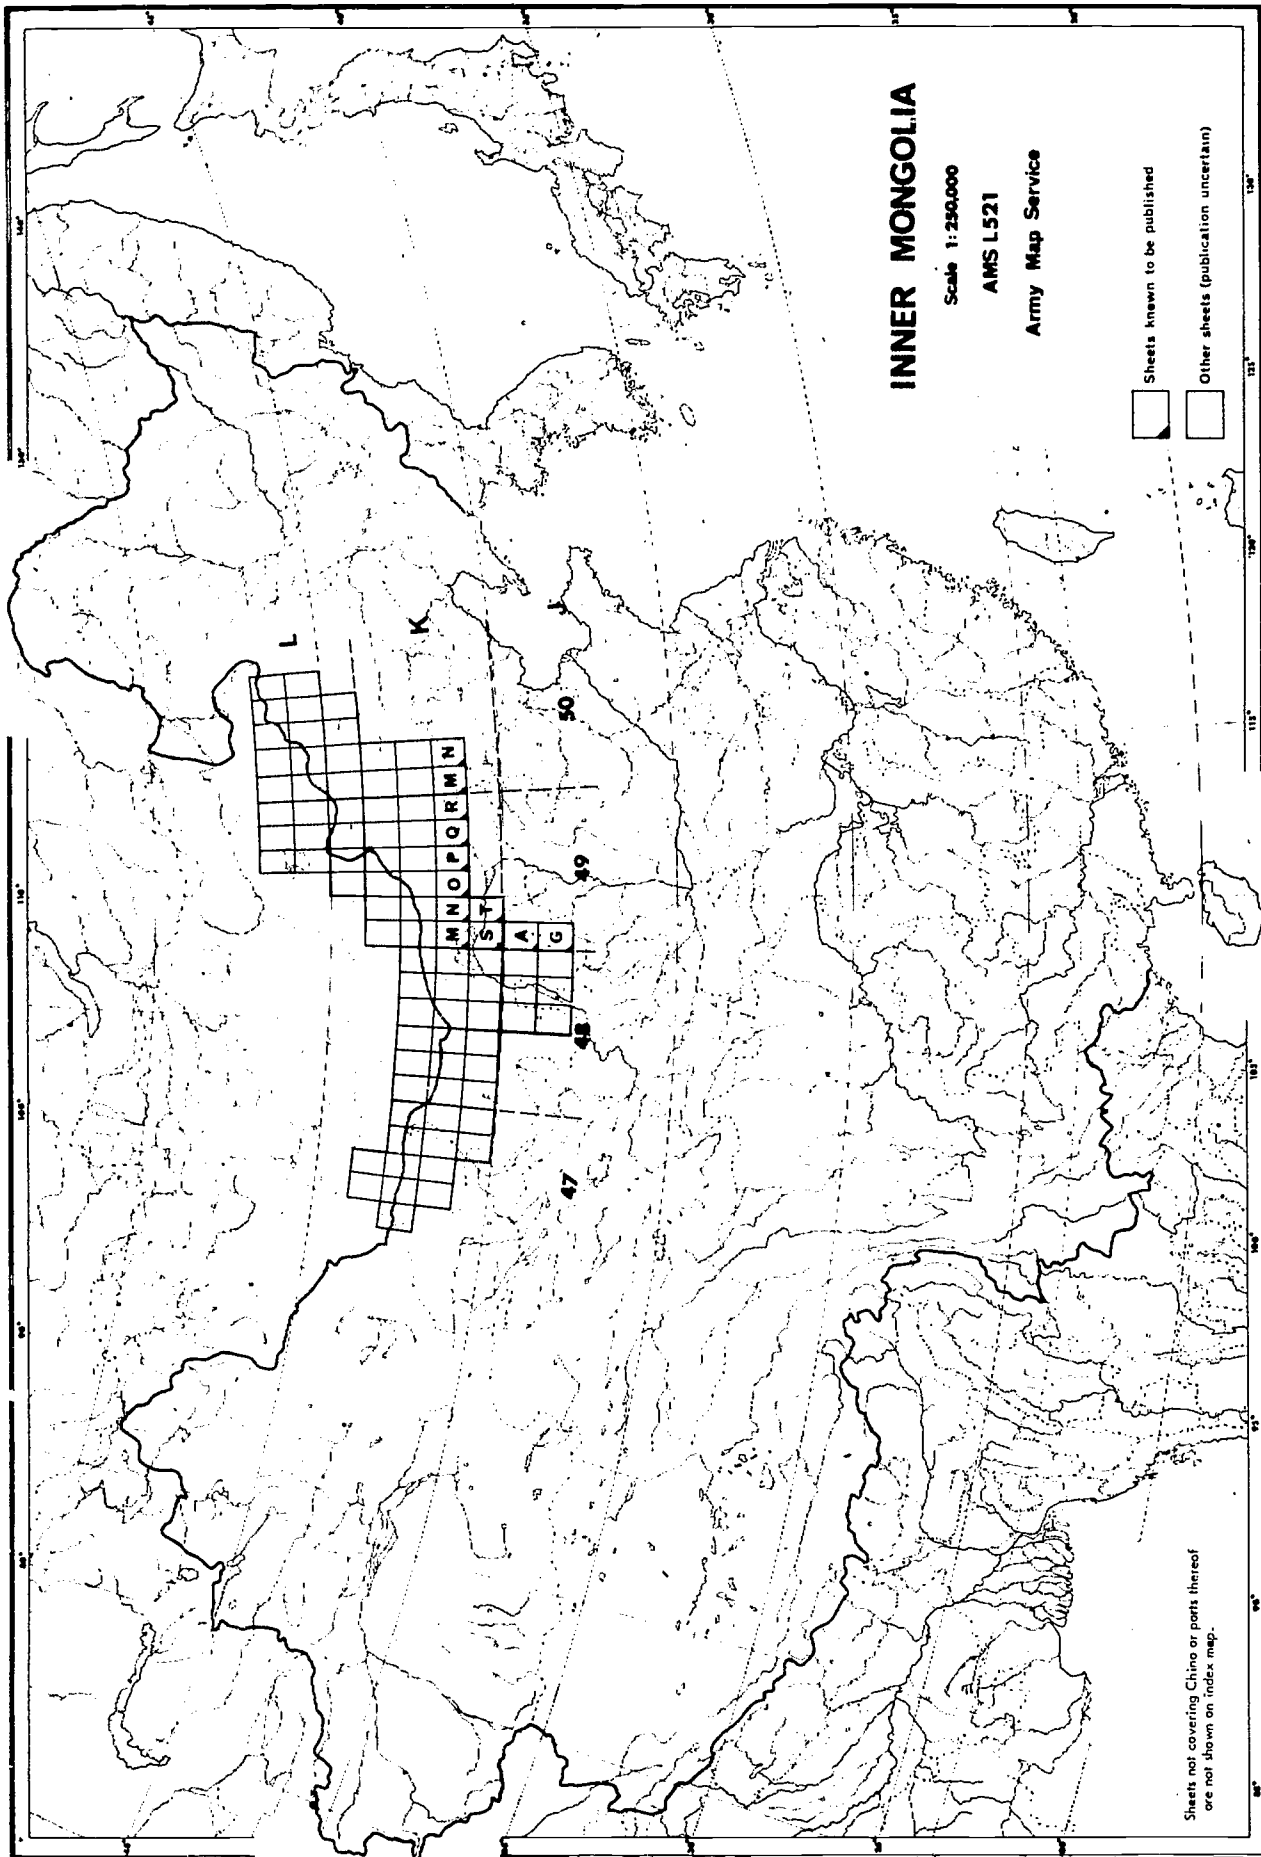 INNER MONGOLIA
Scale 1:250,000
AMS L521
Army Map Service
Sheets known to be published
Other sheets (publication uncertain)
L
K
J
M N O P Q R M N
S T
A
G
47
48
49
50
Sheets not covering China or parts thereof
are not shown on index map.